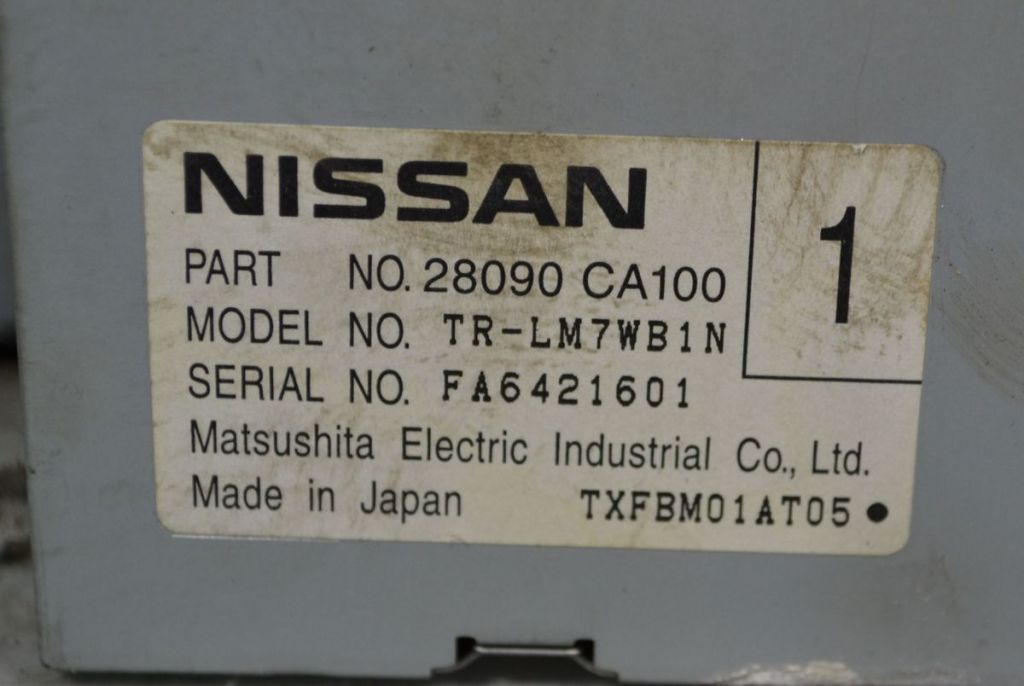 NISSAN
1
PART NO. 28090 CA100
MODEL NO. TR-LM7WB1N
SERIAL NO. FA6421601
Matsushita Electric Industrial Co., Ltd.
Made in Japan TXFBM01AT05 ●